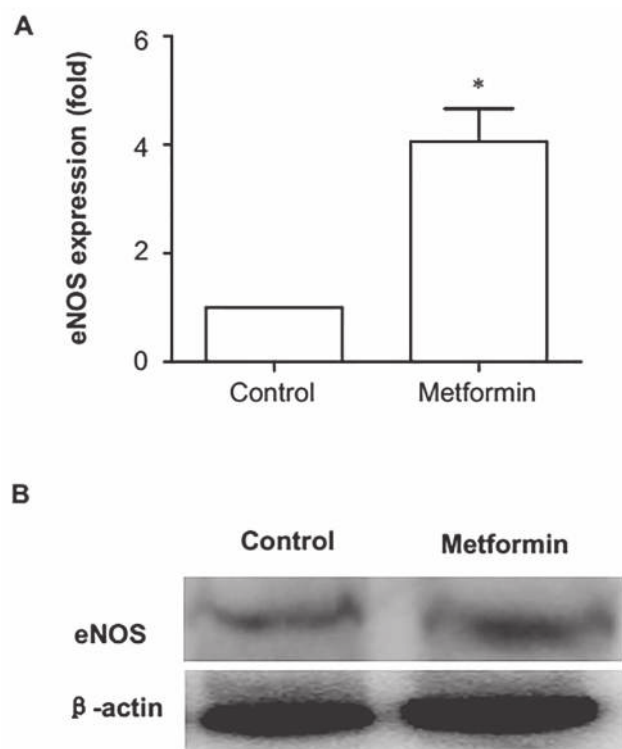 A
eNOS expression (fold)
6
4
2
0
*
Control Metformin
B
Control Metformin
eNOS
β-actin